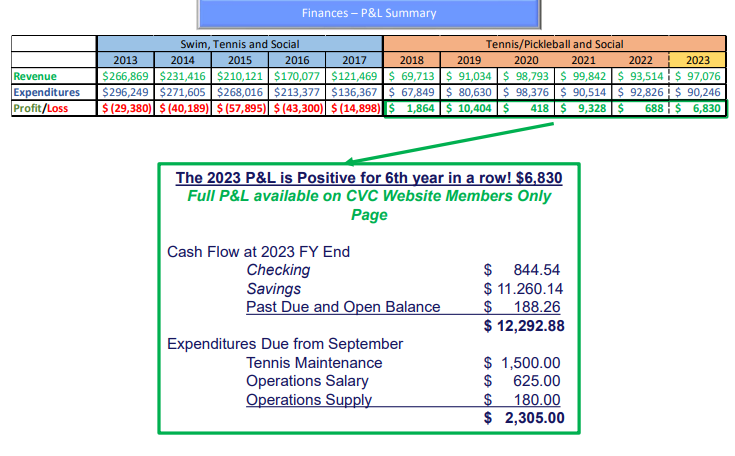 Finances – P&L Summary
Swim, Tennis and Social Tennis/Pickleball and Social
2013 2014 2015 2016 2017 2018 2019 2020 2021 2022 2023
Revenue $266,869 $231,416 $210,121 $170,077 $121,469 $ 69,713 $ 91,034 $ 98,793 $ 99,842 $ 93,514 $ 97,076
Expenditures $296,249 $271,605 $268,016 $213,377 $136,367 $ 67,849 $ 80,630 $ 98,376 $ 90,514 $ 92,826 $ 90,246
Profit/Loss $ (29,380) $ (40,189) $ (57,895) $ (43,300) $ (14,898) $ 1,864 $ 10,404 $ 418 $ 9,328 $ 688 $ 6,830
The 2023 P&L is Positive for 6th year in a row! $6,830
Full P&L available on CVC Website Members Only
Page
Cash Flow at 2023 FY End
Checking $ 844.54
Savings $ 11.260.14
Past Due and Open Balance $ 188.26
$ 12,292.88
Expenditures Due from September
Tennis Maintenance $ 1,500.00
Operations Salary $ 625.00
Operations Supply $ 180.00
$ 2,305.00